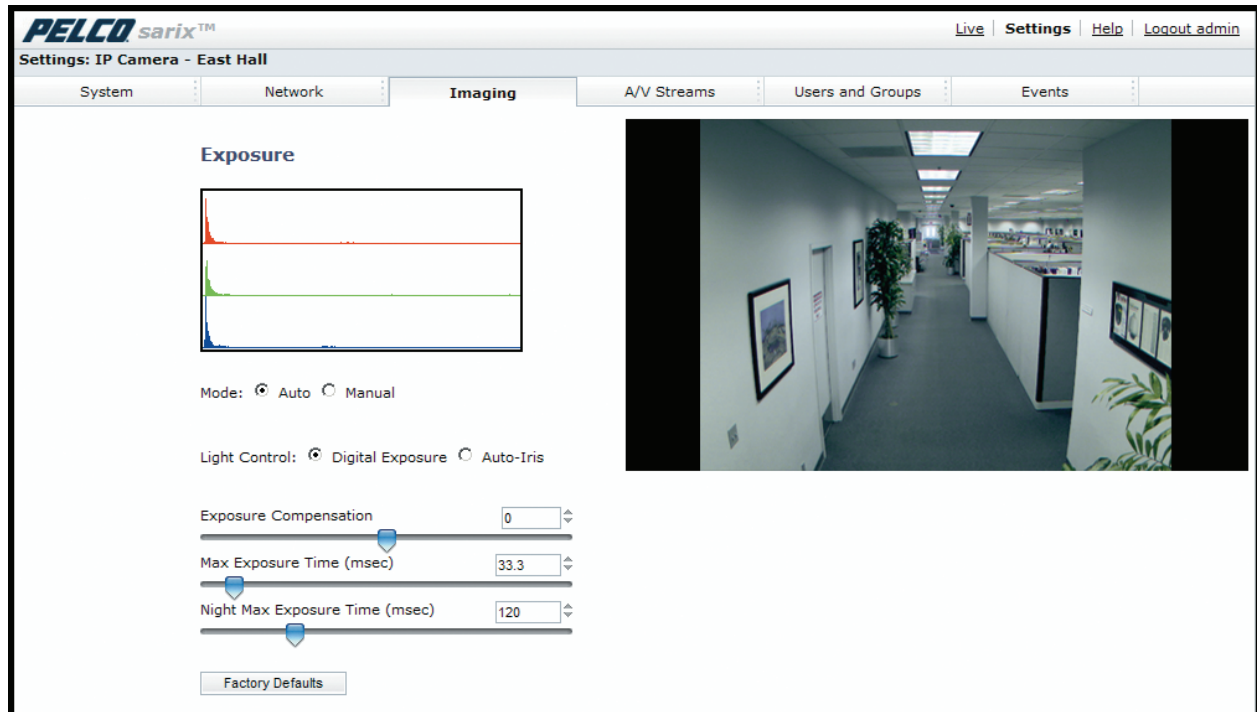 PELCO sarix™
Live | Settings | Help | Logout admin
Settings: IP Camera - East Hall
System Network Imaging A/V Streams Users and Groups Events
Exposure
Mode: Auto Manual
Light Control: Digital Exposure Auto-Iris
Exposure Compensation 0
Max Exposure Time (msec) 33.3
Night Max Exposure Time (msec) 120
Factory Defaults